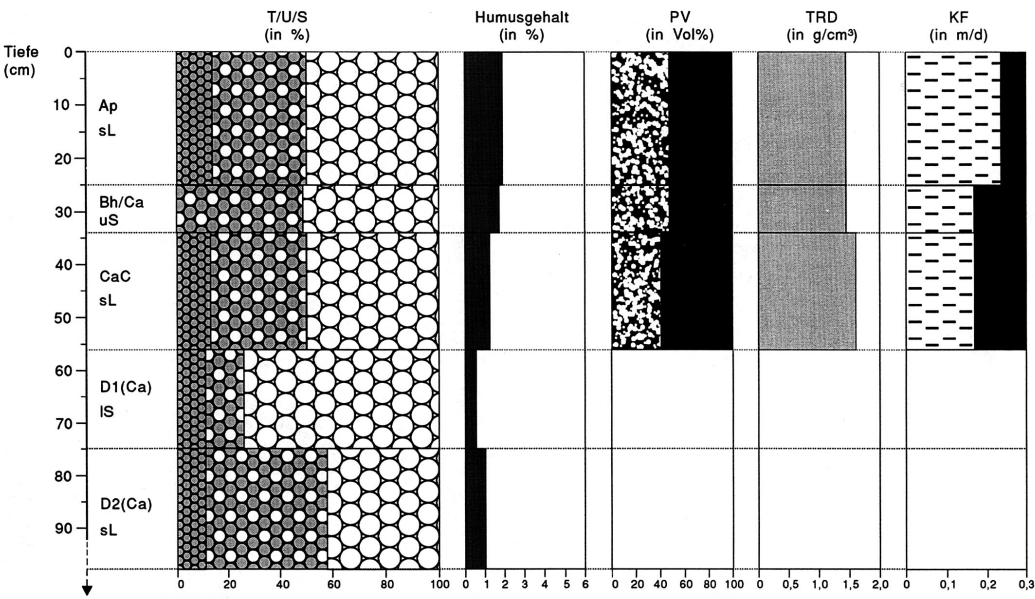 T/U/S
(in %)
Humusgehalt
(in %)
PV
(in Vol%)
TRD
(in g/cm³)
KF
(in m/d)
Tiefe
(cm)
0
10
20
30
40
50
60
70
80
90
Ap
sL
Bh/Ca
uS
CaC
sL
D1(Ca)
lS
D2(Ca)
sL
0 20 40 60 80 100
0 1 2 3 4 5 6
0 20 40 60 80 100
0 0,5 1,0 1,5 2,0
0 0,1 0,2 0,3